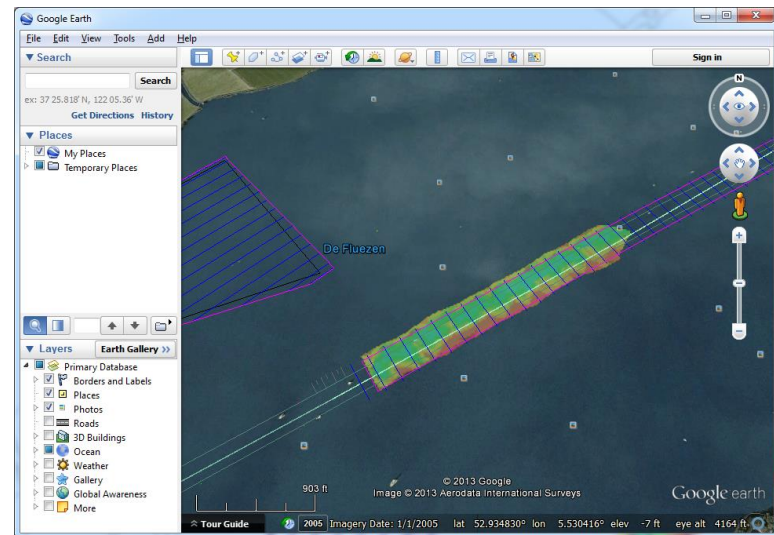 Google Earth
File Edit View Tools Add Help
Search
Sign in
Search
ex: 37 25.818' N, 122 05.36' W
Get Directions History
Places
My Places
Temporary Places
N
De Fluezen
Layers
Earth Gallery >>
Primary Database
Borders and Labels
Places
Photos
Roads
3D Buildings
Ocean
Weather
Gallery
Global Awareness
More
903 ft
© 2013 Google
Image © 2013 Aerodata International Surveys
Google earth
Tour Guide 2005 Imagery Date: 1/1/2005 lat 52.934830° lon 5.530416° elev -7 ft eye alt 4164 ft